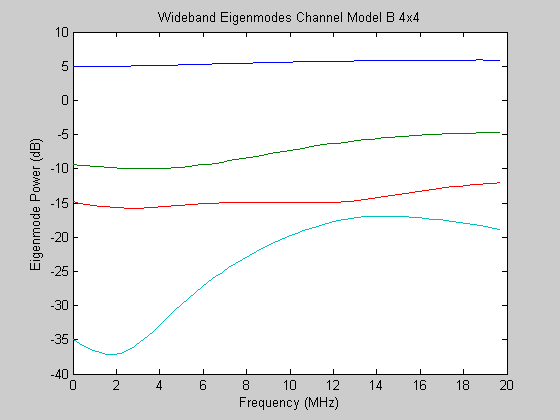 Wideband Eigenmodes Channel Model B 4x4
10
5
0
-5
-10
-15
-20
-25
-30
-35
-40
Eigenmode Power (dB)
0 2 4 6 8 10 12 14 16 18 20
Frequency (MHz)